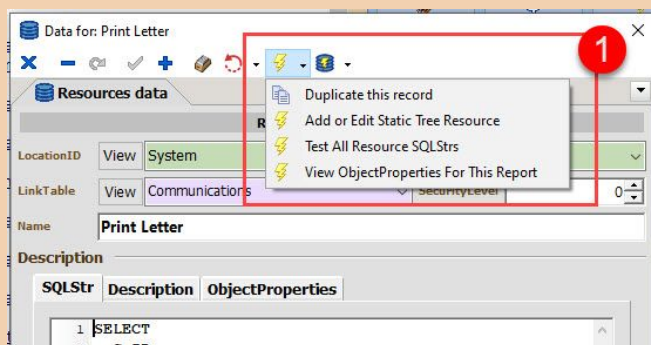 Data for: Print Letter
1
Resources data
Duplicate this record
R
Add or Edit Static Tree Resource
Test All Resource SQLStrs
LocationID View System
View ObjectProperties For This Report
LinkTable View Communications SecurityLevel 0
Name Print Letter
Description
SQLStr Description ObjectProperties
1 SELECT